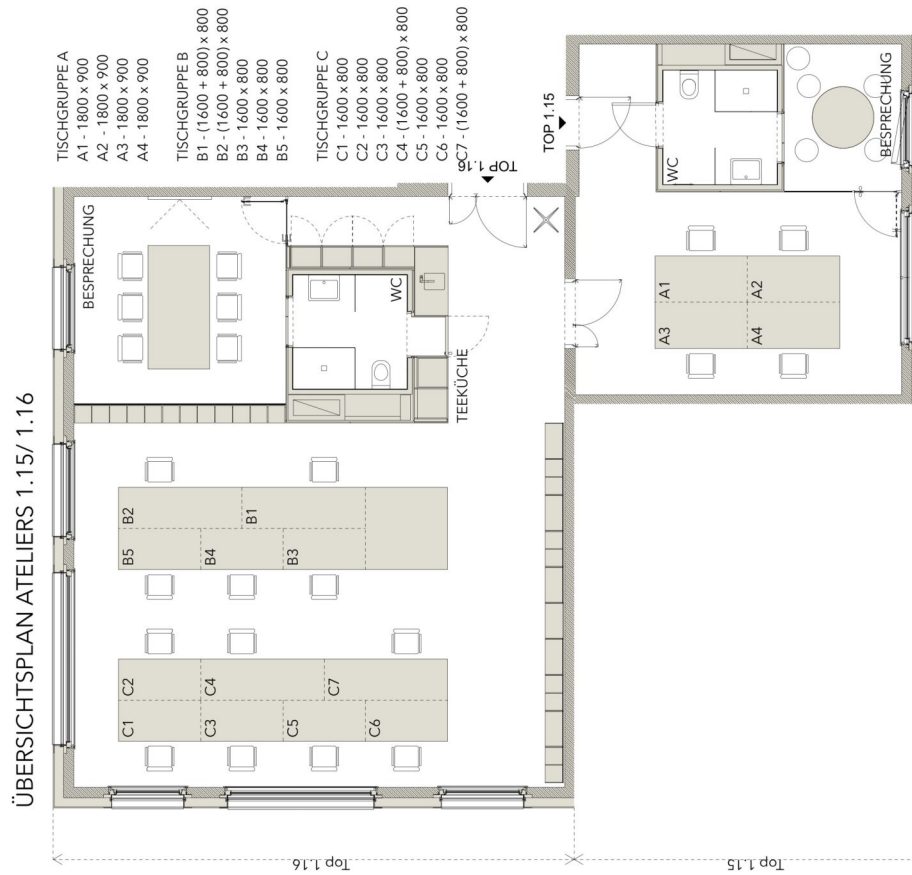 ÜBERSICHTSPLAN ATELIERS 1.15/ 1.16
TISCHGRUPPE A
A1 - 1800 x 900
A2 - 1800 x 900
A3 - 1800 x 900
A4 - 1800 x 900
TISCHGRUPPE B
B1 - (1600 + 800) x 800
B2 - (1600 + 800) x 800
B3 - 1600 x 800
B4 - 1600 x 800
B5 - 1600 x 800
TISCHGRUPPE C
C1 - 1600 x 800
C2 - 1600 x 800
C3 - 1600 x 800
C4 - (1600 + 800) x 800
C5 - 1600 x 800
C6 - 1600 x 800
C7 - (1600 + 800) x 800
BESPRECHUNG
WC
TEEKÜCHE
TOP 1.16
TOP 1.15
WC
BESPRECHUNG
B2
B1
B5
B4
B3
C2
C4
C7
C1
C3
C5
C6
A1
A2
A3
A4
Top 1.16
Top 1.15